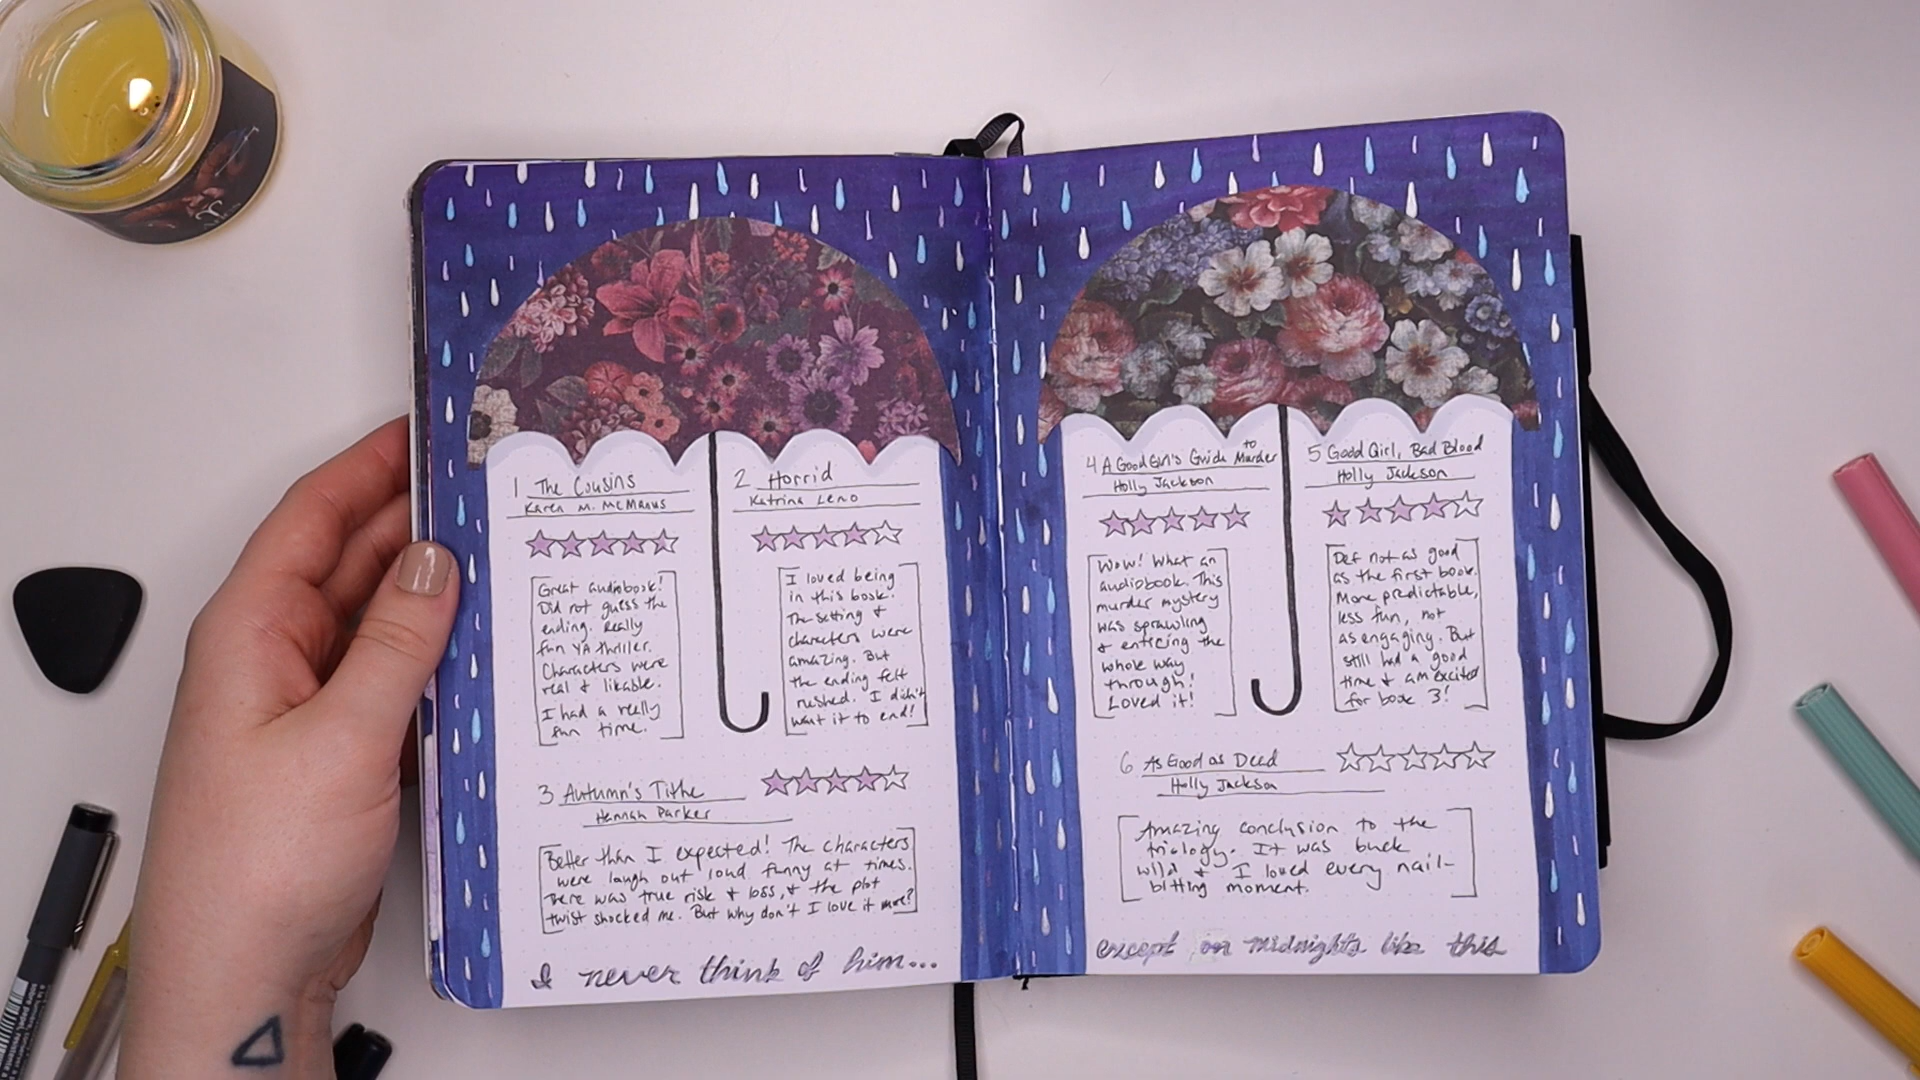 1 The Cousins
Karen M. McManus
Great audiobook!
Did not guess the
ending. Really
fun YA thriller.
Characters were
real & likable.
I had a really
fun time.
2 Horrid
Katrina Leno
I loved being
in this book.
The setting &
characters were
amazing. But
the ending felt
rushed. I didn't
want it to end!
3 Autumn's Tithe
Hannah Parker
Better than I expected! The characters
were laugh out loud funny at times.
There was true risk & loss, & the plot
twist shocked me. But why don't I love it more?
I never think of him...
4 A Good Girl's Guide to Murder
Holly Jackson
Wow! What an
audiobook. This
murder mystery
was sprawling
& enticing the
whole way
through!
Loved it!
5 Good Girl, Bad Blood
Holly Jackson
Def not as good
as the first book.
More predictable,
less fun, not
as engaging. But
still had a good
time & am excited
for book 3!
6 As Good as Dead
Holly Jackson
Amazing conclusion to the
triology. It was buck
wild & I loved every nail-
bitting moment.
except on midnights like this